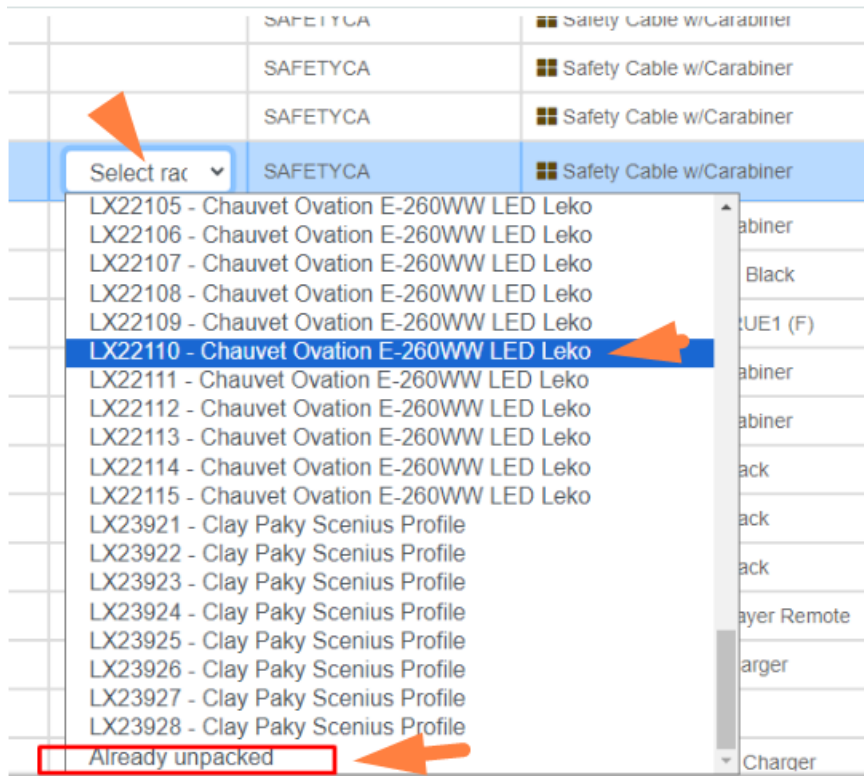 SAFETYCA Safety Cable w/Carabiner
SAFETYCA Safety Cable w/Carabiner
SAFETYCA Safety Cable w/Carabiner
Select rac SAFETYCA Safety Cable w/Carabiner
LX22105 - Chauvet Ovation E-260WW LED Leko
LX22106 - Chauvet Ovation E-260WW LED Leko abiner
LX22107 - Chauvet Ovation E-260WW LED Leko
LX22108 - Chauvet Ovation E-260WW LED Leko Black
LX22109 - Chauvet Ovation E-260WW LED Leko RUE1 (F)
LX22110 - Chauvet Ovation E-260WW LED Leko
LX22111 - Chauvet Ovation E-260WW LED Leko abiner
LX22112 - Chauvet Ovation E-260WW LED Leko
LX22113 - Chauvet Ovation E-260WW LED Leko abiner
LX22114 - Chauvet Ovation E-260WW LED Leko ack
LX22115 - Chauvet Ovation E-260WW LED Leko
LX23921 - Clay Paky Scenius Profile ack
LX23922 - Clay Paky Scenius Profile
LX23923 - Clay Paky Scenius Profile ack
LX23924 - Clay Paky Scenius Profile ayer Remote
LX23925 - Clay Paky Scenius Profile
LX23926 - Clay Paky Scenius Profile arger
LX23927 - Clay Paky Scenius Profile
LX23928 - Clay Paky Scenius Profile
Already unpacked Charger